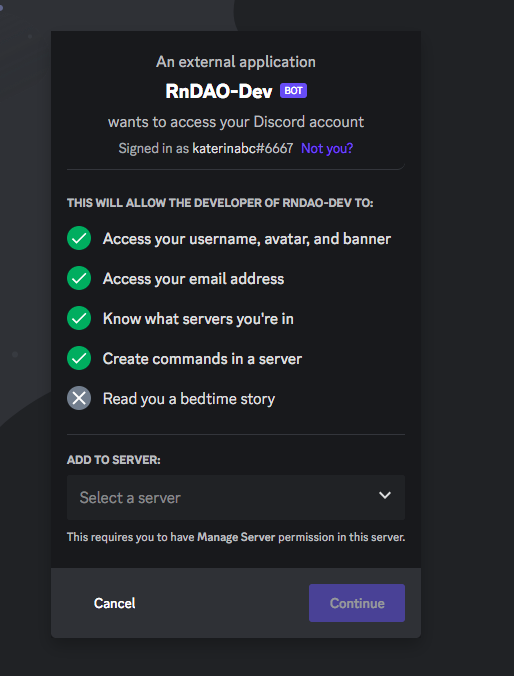 An external application
RnDAO-Dev BOT
wants to access your Discord account
Signed in as katerinabc#6667 Not you?
THIS WILL ALLOW THE DEVELOPER OF RNDAO-DEV TO:
Access your username, avatar, and banner
Access your email address
Know what servers you're in
Create commands in a server
Read you a bedtime story
ADD TO SERVER:
Select a server
This requires you to have Manage Server permission in this server.
Cancel Continue